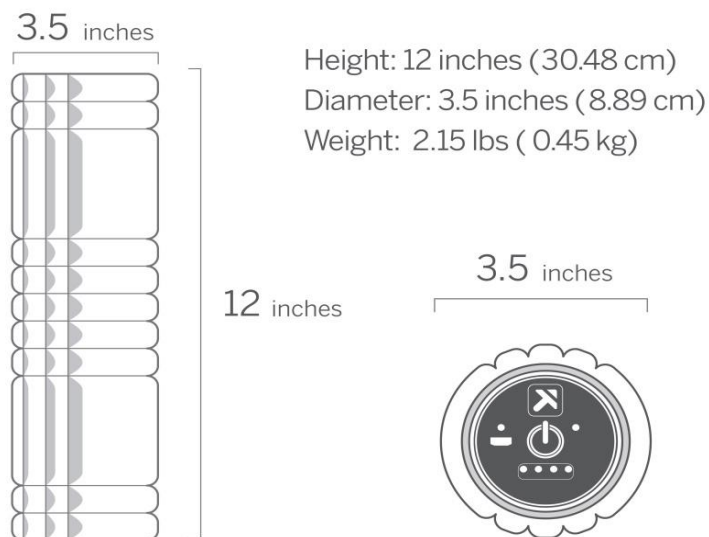 3.5 inches
Height: 12 inches (30.48 cm)
Diameter: 3.5 inches (8.89 cm)
Weight: 2.15 lbs ( 0.45 kg)
3.5 inches
12 inches